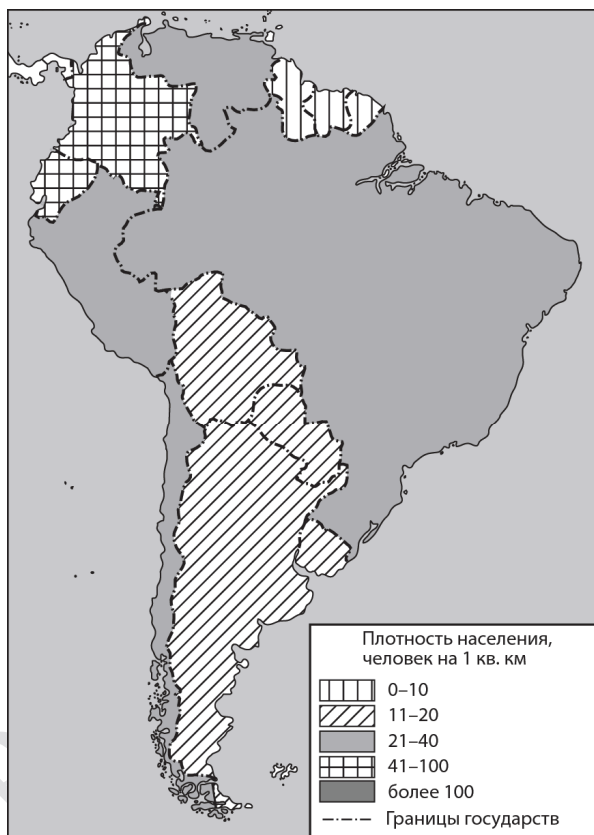 Плотность населения,
человек на 1 кв. км
0–10
11–20
21–40
41–100
более 100
Границы государств